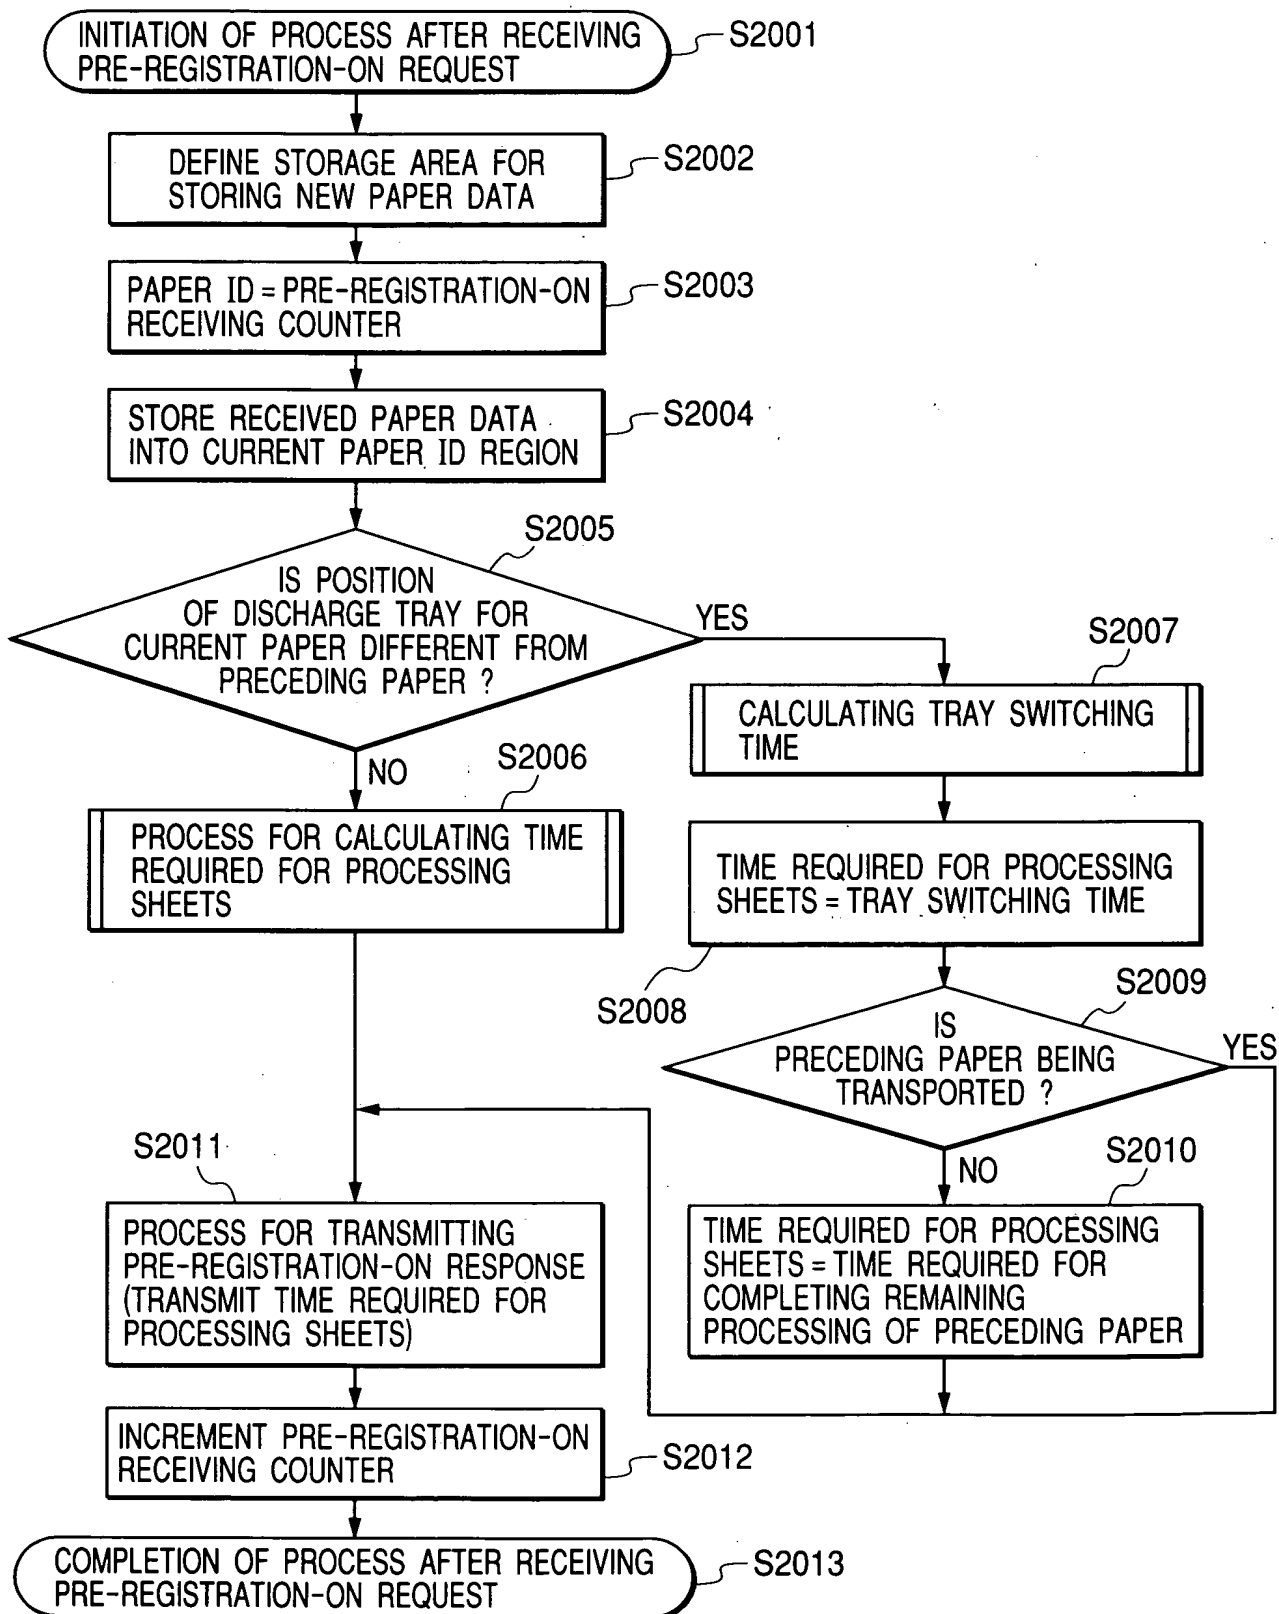 INITIATION OF PROCESS AFTER RECEIVING
PRE-REGISTRATION-ON REQUEST
S2001
DEFINE STORAGE AREA FOR
STORING NEW PAPER DATA
S2002
PAPER ID = PRE-REGISTRATION-ON
RECEIVING COUNTER
S2003
STORE RECEIVED PAPER DATA
INTO CURRENT PAPER ID REGION
S2004
S2005
IS POSITION
OF DISCHARGE TRAY FOR
CURRENT PAPER DIFFERENT FROM
PRECEDING PAPER ?
YES
NO
S2006
PROCESS FOR CALCULATING TIME
REQUIRED FOR PROCESSING
SHEETS
S2007
CALCULATING TRAY SWITCHING
TIME
TIME REQUIRED FOR PROCESSING
SHEETS = TRAY SWITCHING TIME
S2008
S2009
IS
PRECEDING PAPER BEING
TRANSPORTED ?
YES
NO
S2010
TIME REQUIRED FOR PROCESSING
SHEETS = TIME REQUIRED FOR
COMPLETING REMAINING
PROCESSING OF PRECEDING PAPER
S2011
PROCESS FOR TRANSMITTING
PRE-REGISTRATION-ON RESPONSE
(TRANSMIT TIME REQUIRED FOR
PROCESSING SHEETS)
INCREMENT PRE-REGISTRATION-ON
RECEIVING COUNTER
S2012
COMPLETION OF PROCESS AFTER RECEIVING
PRE-REGISTRATION-ON REQUEST
S2013